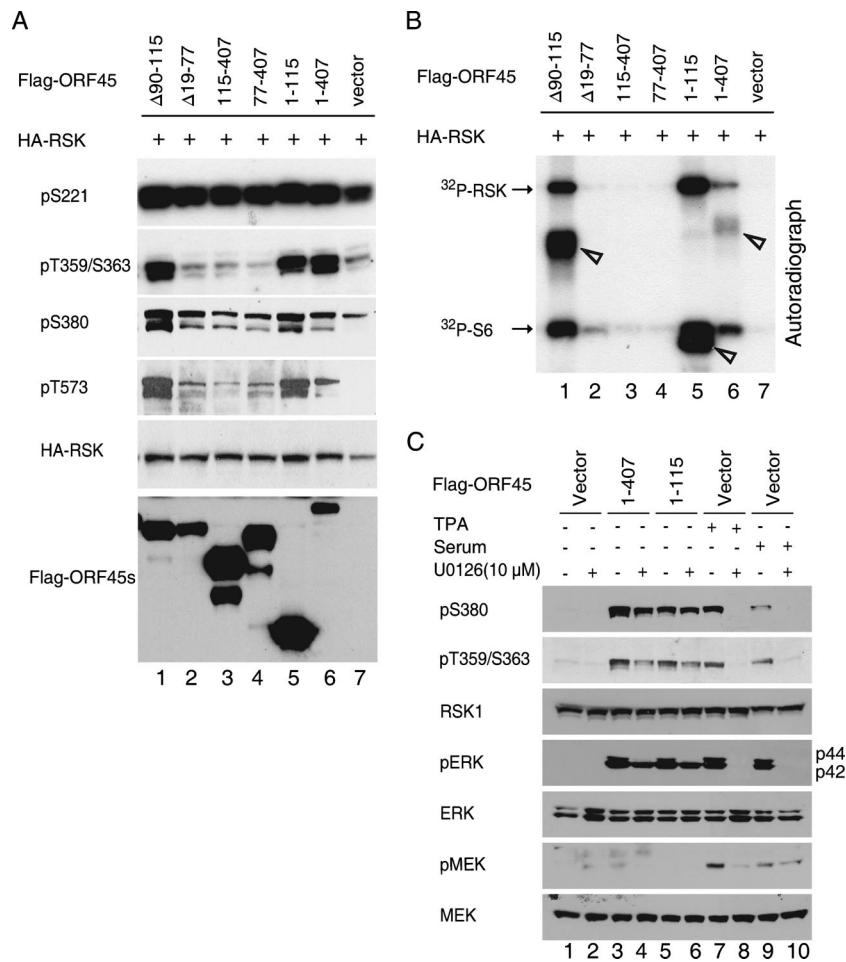 A
Flag-ORF45
Δ90-115
Δ19-77
115-407
77-407
1-115
1-407
vector
HA-RSK + + + + + + +
pS221
pT359/S363
pS380
pT573
HA-RSK
Flag-ORF45s
1 2 3 4 5 6 7
B
Flag-ORF45
Δ90-115
Δ19-77
115-407
77-407
1-115
1-407
vector
HA-RSK + + + + + + +
32P-RSK→
32P-S6 →
Autoradiograph
1 2 3 4 5 6 7
C
Flag-ORF45
Vector
1-407
1-115
Vector
Vector
TPA - - - - - - + + - -
Serum - - - - - - - - + +
U0126(10 µM) - + - + - + - + - +
pS380
pT359/S363
RSK1
pERK
p44
p42
ERK
pMEK
MEK
1 2 3 4 5 6 7 8 9 10